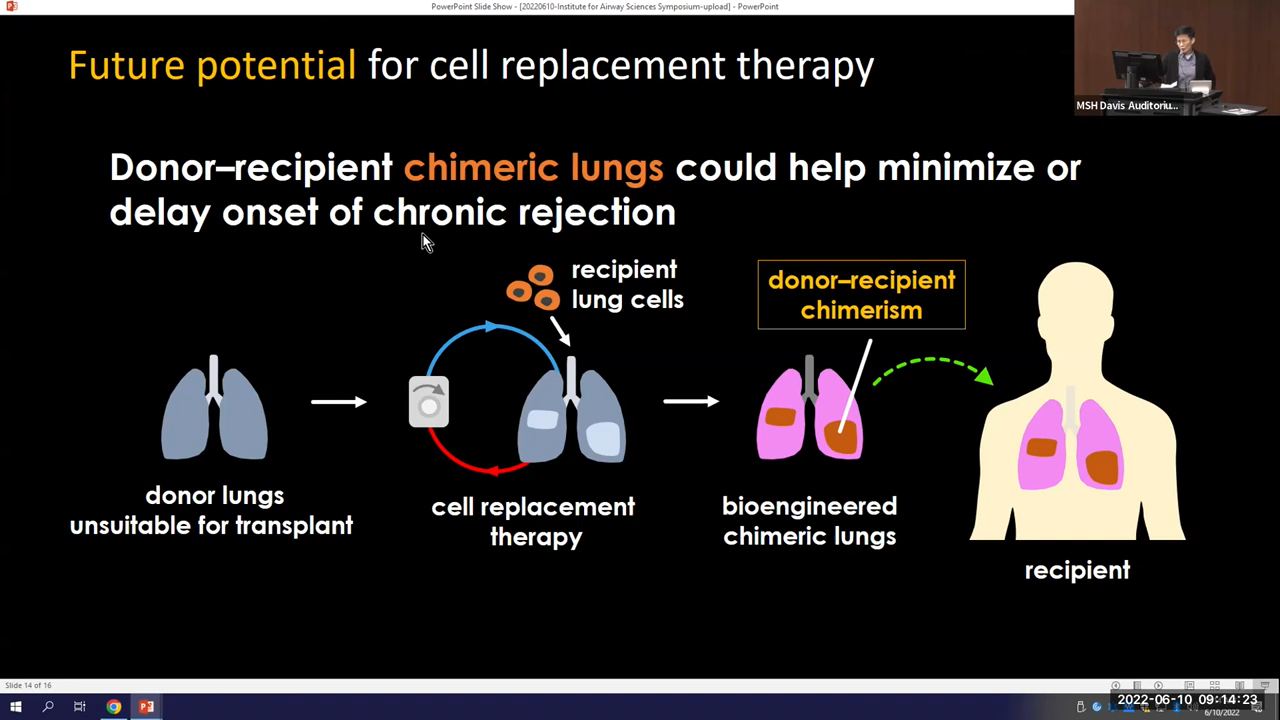 PowerPoint Slide Show - [20220610-Institute for Airway Sciences Symposium-upload] - PowerPoint
Future potential for cell replacement therapy
MSH Davis Auditoriu...
Donor–recipient chimeric lungs could help minimize or
delay onset of chronic rejection
recipient
lung cells
donor–recipient
chimerism
donor lungs
unsuitable for transplant
cell replacement
therapy
bioengineered
chimeric lungs
recipient
Slide 14 of 16
2022-06-10 09:14:23
6/10/2022